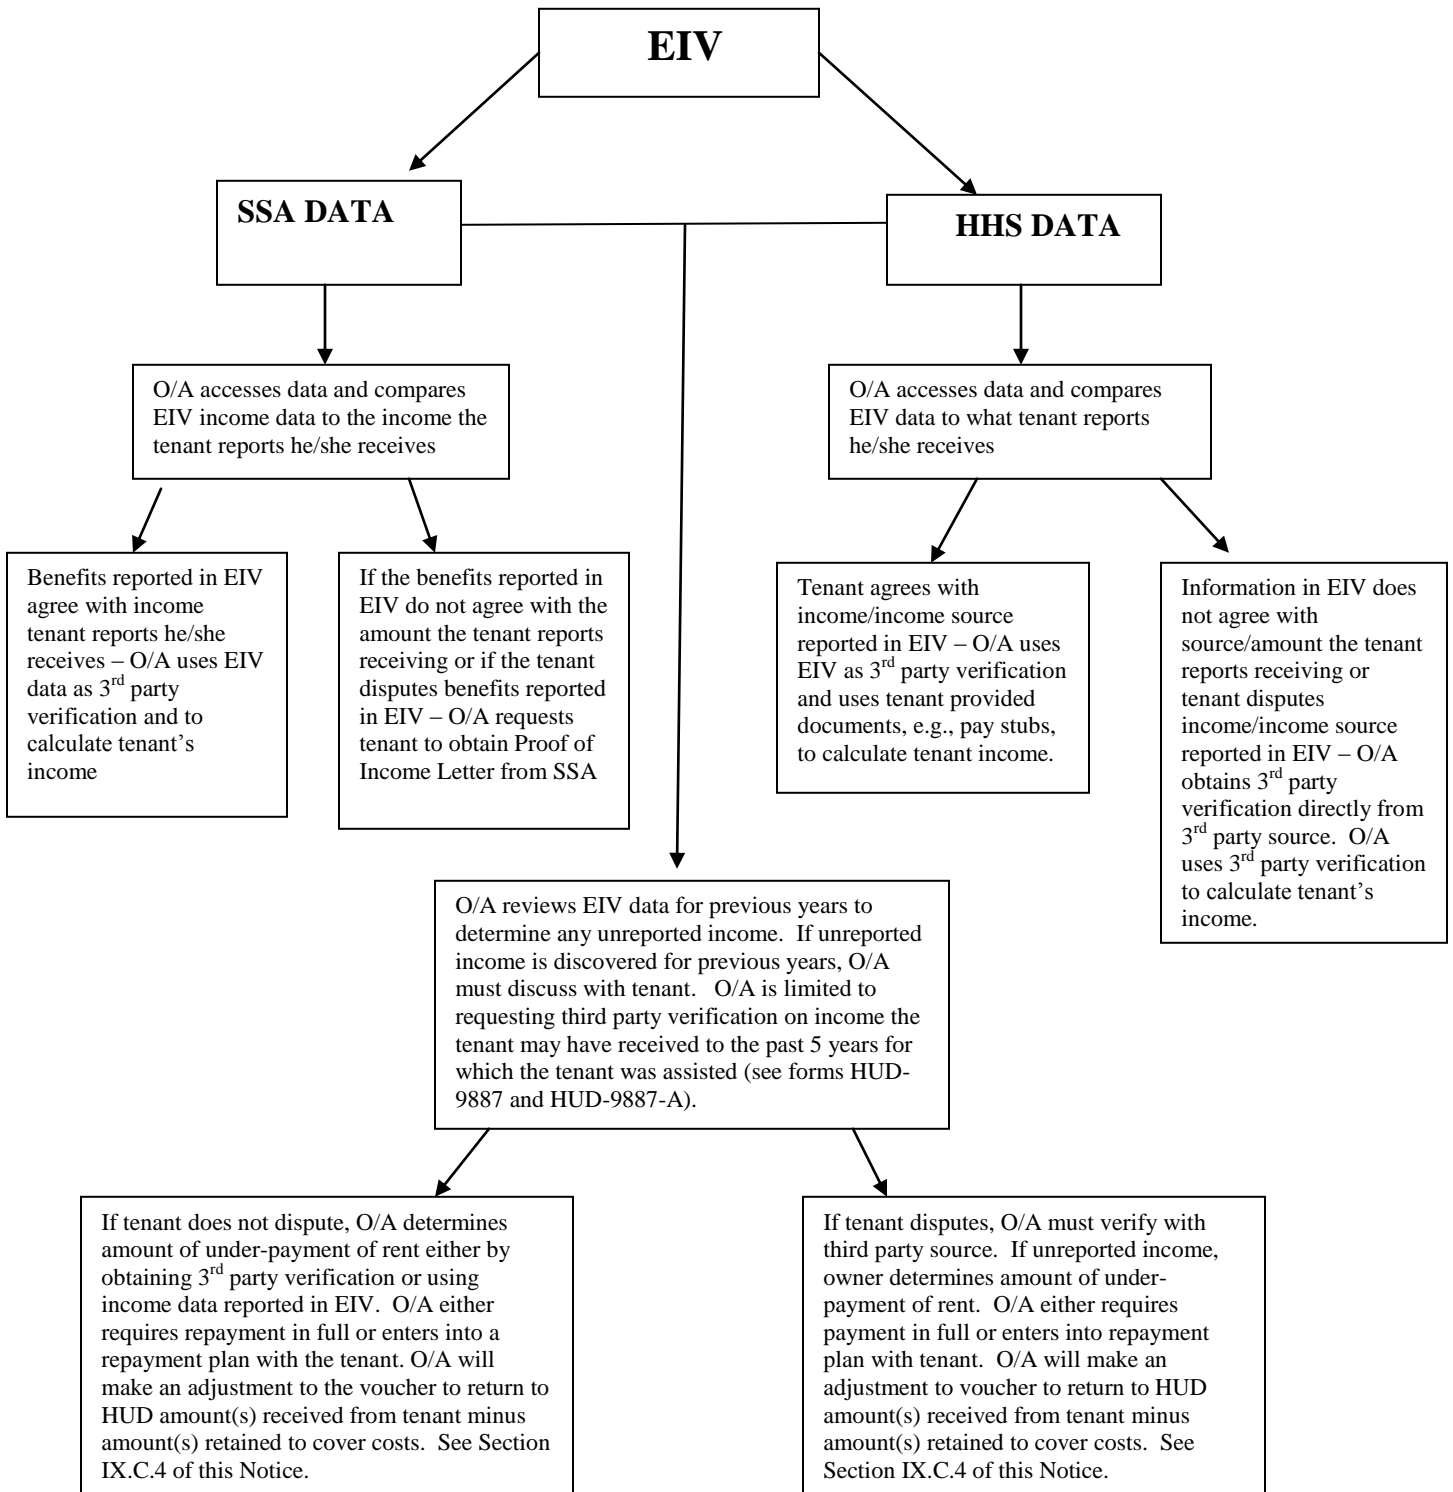 EIV
SSA DATA
HHS DATA
O/A accesses data and compares
EIV income data to the income the
tenant reports he/she receives
O/A accesses data and compares
EIV data to what tenant reports
he/she receives
Benefits reported in EIV
agree with income
tenant reports he/she
receives – O/A uses EIV
data as 3rd party
verification and to
calculate tenant’s
income
If the benefits reported in
EIV do not agree with the
amount the tenant reports
receiving or if the tenant
disputes benefits reported
in EIV – O/A requests
tenant to obtain Proof of
Income Letter from SSA
Tenant agrees with
income/income source
reported in EIV – O/A uses
EIV as 3rd party verification
and uses tenant provided
documents, e.g., pay stubs,
to calculate tenant income.
Information in EIV does
not agree with
source/amount the tenant
reports receiving or
tenant disputes
income/income source
reported in EIV – O/A
obtains 3rd party
verification directly from
3rd party source.  O/A
uses 3rd party verification
to calculate tenant’s
income.
O/A reviews EIV data for previous years to
determine any unreported income.  If unreported
income is discovered for previous years, O/A
must discuss with tenant.   O/A is limited to
requesting third party verification on income the
tenant may have received to the past 5 years for
which the tenant was assisted (see forms HUD-
9887 and HUD-9887-A).
If tenant does not dispute, O/A determines
amount of under-payment of rent either by
obtaining 3rd party verification or using
income data reported in EIV.  O/A either
requires repayment in full or enters into a
repayment plan with the tenant. O/A will
make an adjustment to the voucher to return to
HUD amount(s) received from tenant minus
amount(s) retained to cover costs.  See Section
IX.C.4 of this Notice.
If tenant disputes, O/A must verify with
third party source.  If unreported income,
owner determines amount of under-
payment of rent.  O/A either requires
payment in full or enters into repayment
plan with tenant.  O/A will make an
adjustment to voucher to return to HUD
amount(s) received from tenant minus
amount(s) retained to cover costs.  See
Section IX.C.4 of this Notice.